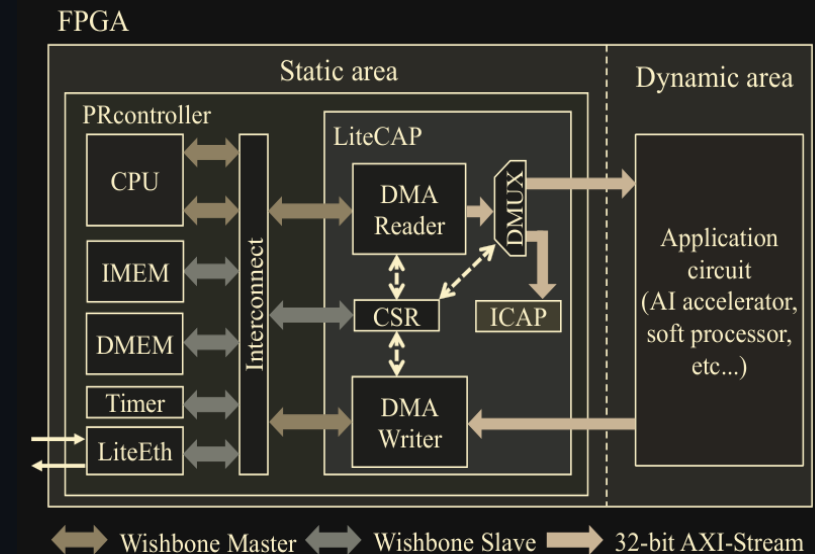 FPGA
Static area
Dynamic area
PRcontroller
LiteCAP
CPU
DMA
Reader
DMUX
IMEM
Interconnect
Application
circuit
(AI accelerator,
soft processor,
etc...)
CSR
ICAP
DMEM
Timer
DMA
Writer
LiteEth
Wishbone Master
Wishbone Slave
32-bit AXI-Stream